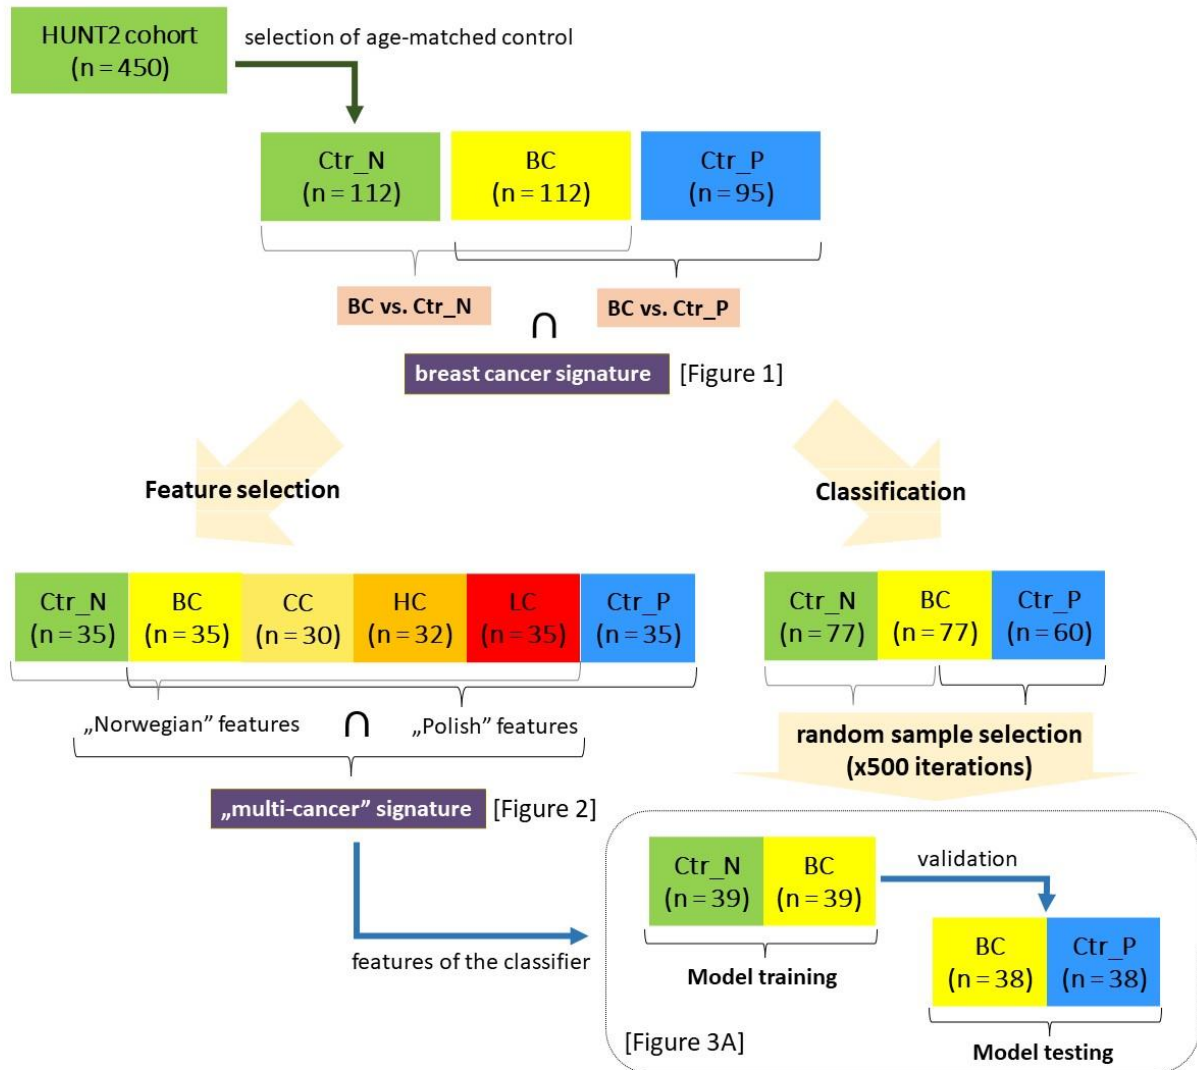 HUNT2 cohort
(n = 450)
selection of age-matched control
Ctr_N
(n = 112)
BC
(n = 112)
Ctr_P
(n = 95)
BC vs. Ctr_N
∩
BC vs. Ctr_P
breast cancer signature
[Figure 1]
Feature selection
Classification
Ctr_N
(n = 35)
BC
(n = 35)
CC
(n = 30)
HC
(n = 32)
LC
(n = 35)
Ctr_P
(n = 35)
Ctr_N
(n = 77)
BC
(n = 77)
Ctr_P
(n = 60)
„Norwegian” features
∩
„Polish” features
„multi-cancer” signature
[Figure 2]
random sample selection
(x500 iterations)
features of the classifier
Ctr_N
(n = 39)
BC
(n = 39)
validation
Model training
BC
(n = 38)
Ctr_P
(n = 38)
Model testing
[Figure 3A]